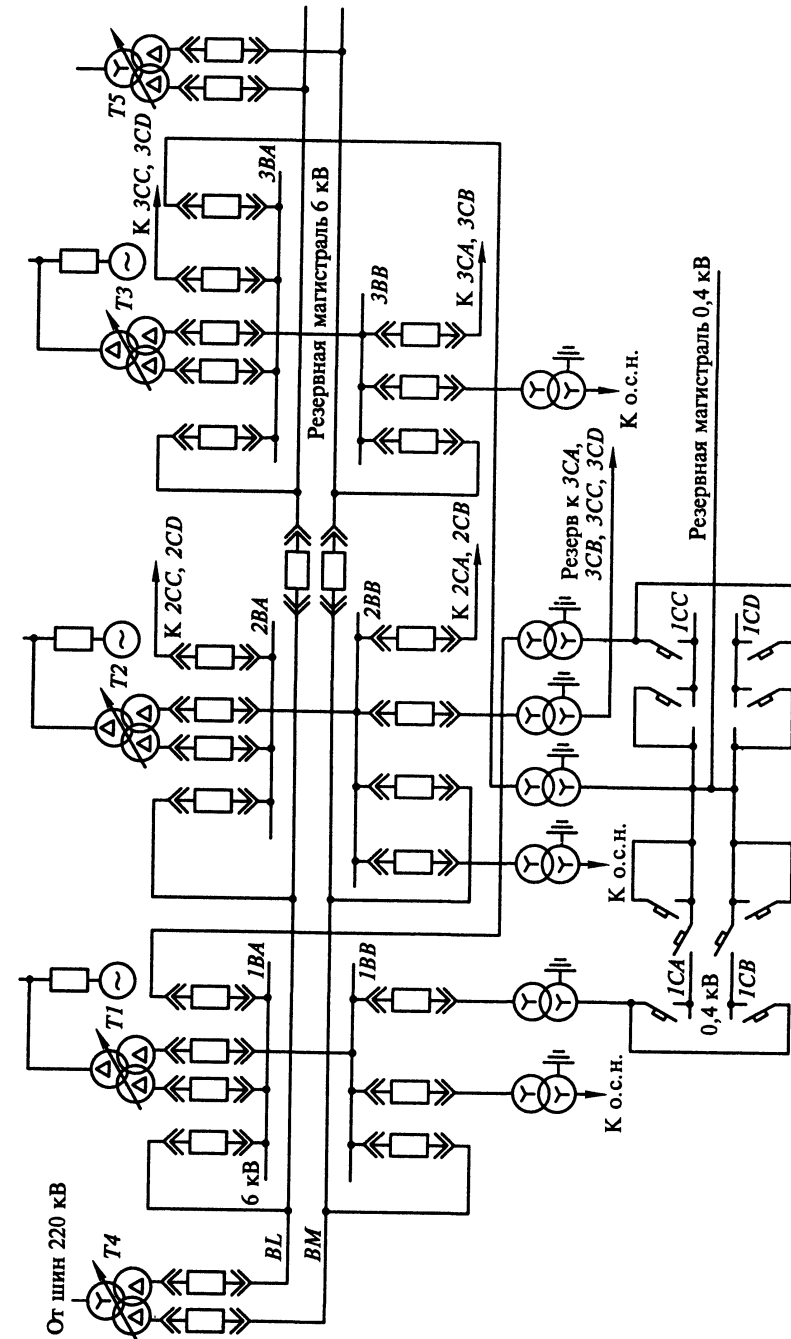 От шин 220 кВ
T4
T1
T2
T3
T5
К 2CC, 2CD
К 3CC, 3CD
6 кВ
1BA
2BA
3BA
BL
BM
Резервная магистраль 6 кВ
1BB
2BB
3BB
К 2CA, 2CB
К 3CA, 3CB
К о.с.н.
К о.с.н.
К о.с.н.
Резерв к 3CA,
3CB, 3CC, 3CD
1CA
0,4 кВ
1CB
1CC
1CD
Резервная магистраль 0,4 кВ